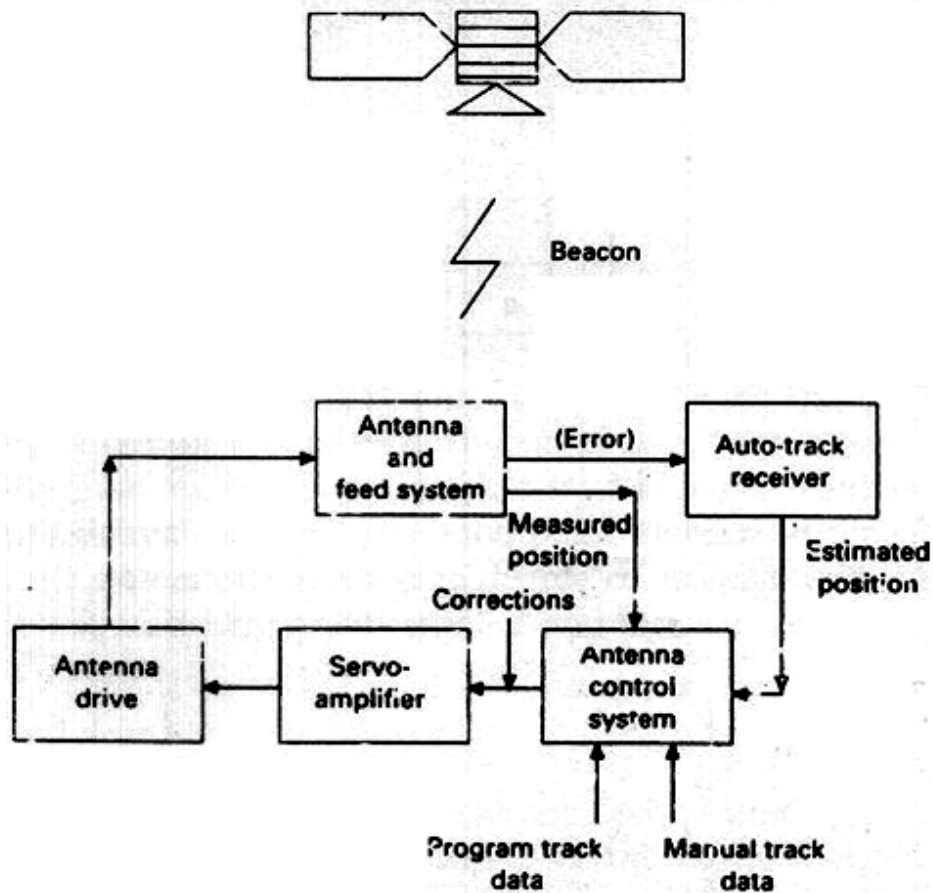 Beacon
Antenna
and
feed system
(Error)
Auto-track
receiver
Measured
position
Estimated
position
Corrections
Antenna
drive
Servo-
amplifier
Antenna
control
system
Program track
data
Manual track
data